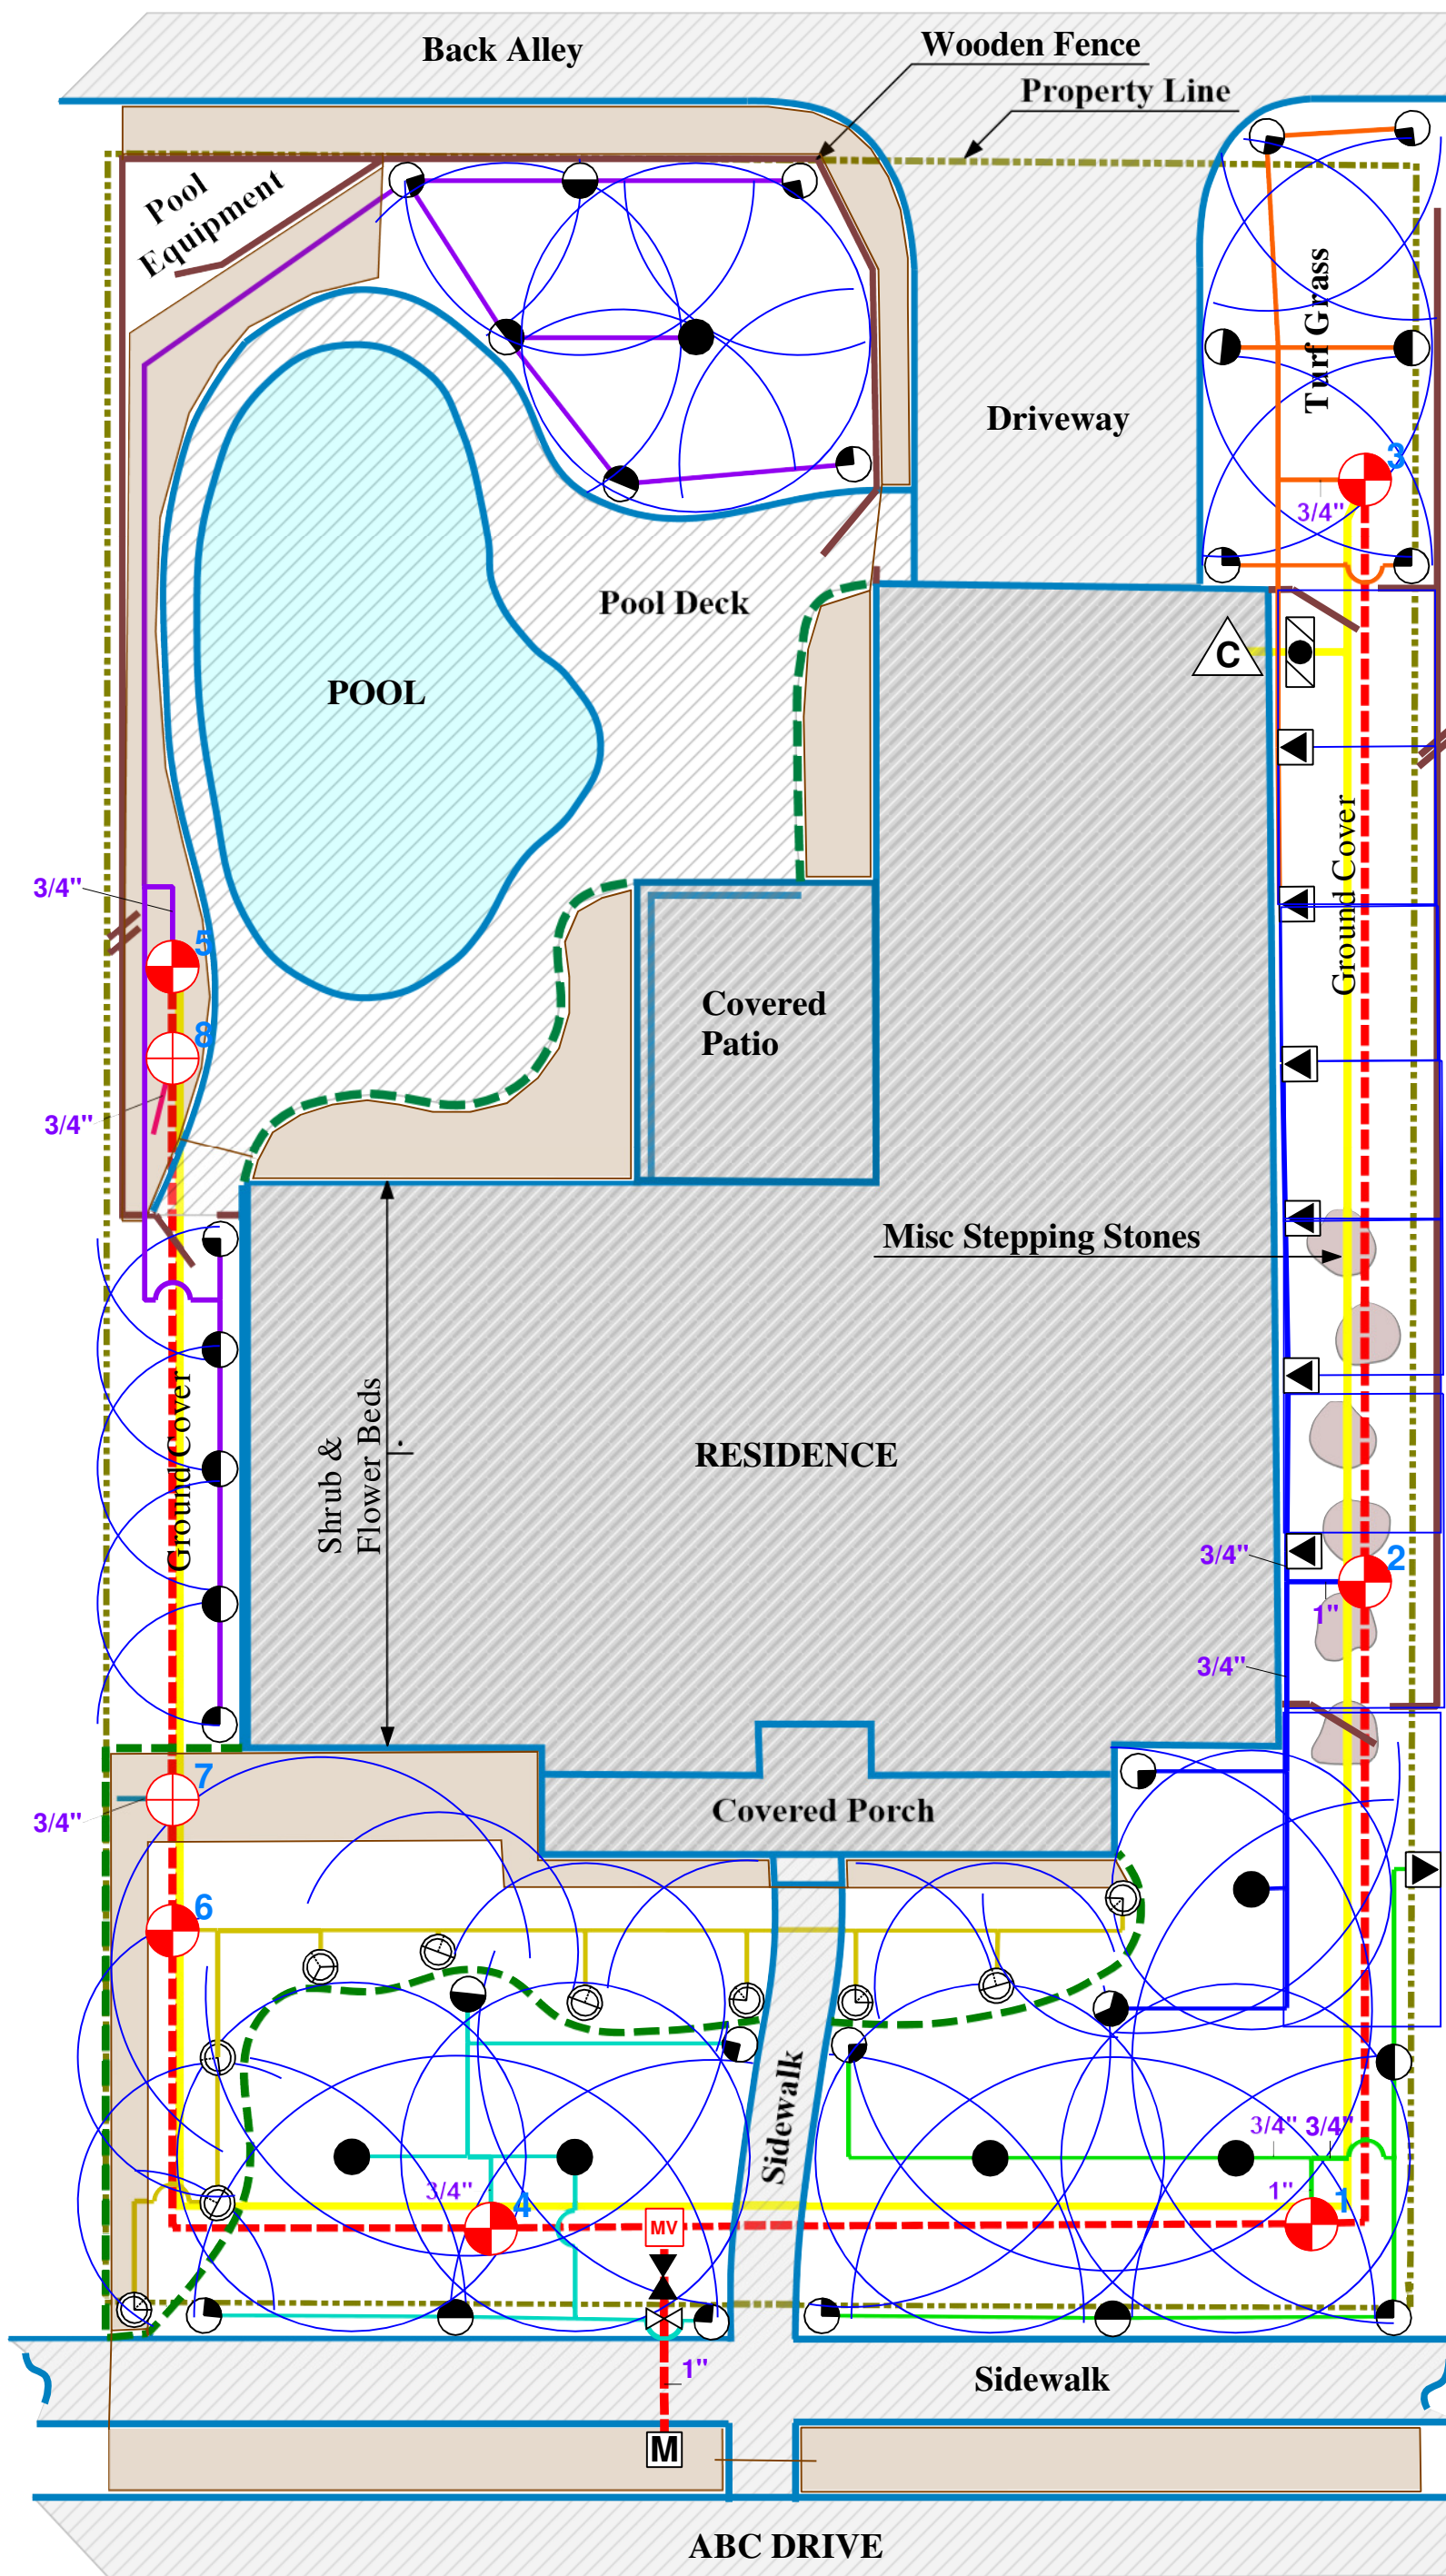 Back Alley
Wooden Fence
Property Line
Pool
Equipment
Turf Grass
Driveway
3
3/4"
Pool Deck
C
POOL
Ground Cover
3/4"
5
Covered
Patio
8
3/4"
Misc Stepping Stones
Shrub &
Flower Beds
RESIDENCE
Ground Cover
3/4"
2
1"
3/4"
7
3/4"
Covered Porch
6
Sidewalk
3/4" 3/4"
3/4"
4
1"
1
MV
1"
Sidewalk
M
ABC DRIVE